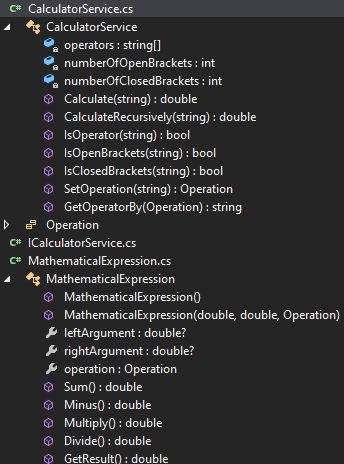 C# CalculatorService.cs
CalculatorService
operators : string[]
numberOfOpenBrackets : int
numberOfClosedBrackets : int
Calculate(string) : double
CalculateRecursively(string) : double
IsOperator(string) : bool
IsOpenBrackets(string) : bool
IsClosedBrackets(string) : bool
SetOperation(string) : Operation
GetOperatorBy(Operation) : string
Operation
C# ICalculatorService.cs
C# MathematicalExpression.cs
MathematicalExpression
MathematicalExpression()
MathematicalExpression(double, double, Operation)
leftArgument : double?
rightArgument : double?
operation : Operation
Sum() : double
Minus() : double
Multiply() : double
Divide() : double
GetResult() : double